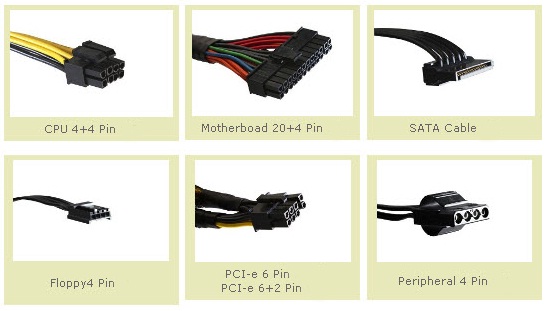 CPU 4+4 Pin
Motherboad 20+4 Pin
SATA Cable
Floppy4 Pin
PCI-e 6 Pin
PCI-e 6+2 Pin
Peripheral 4 Pin